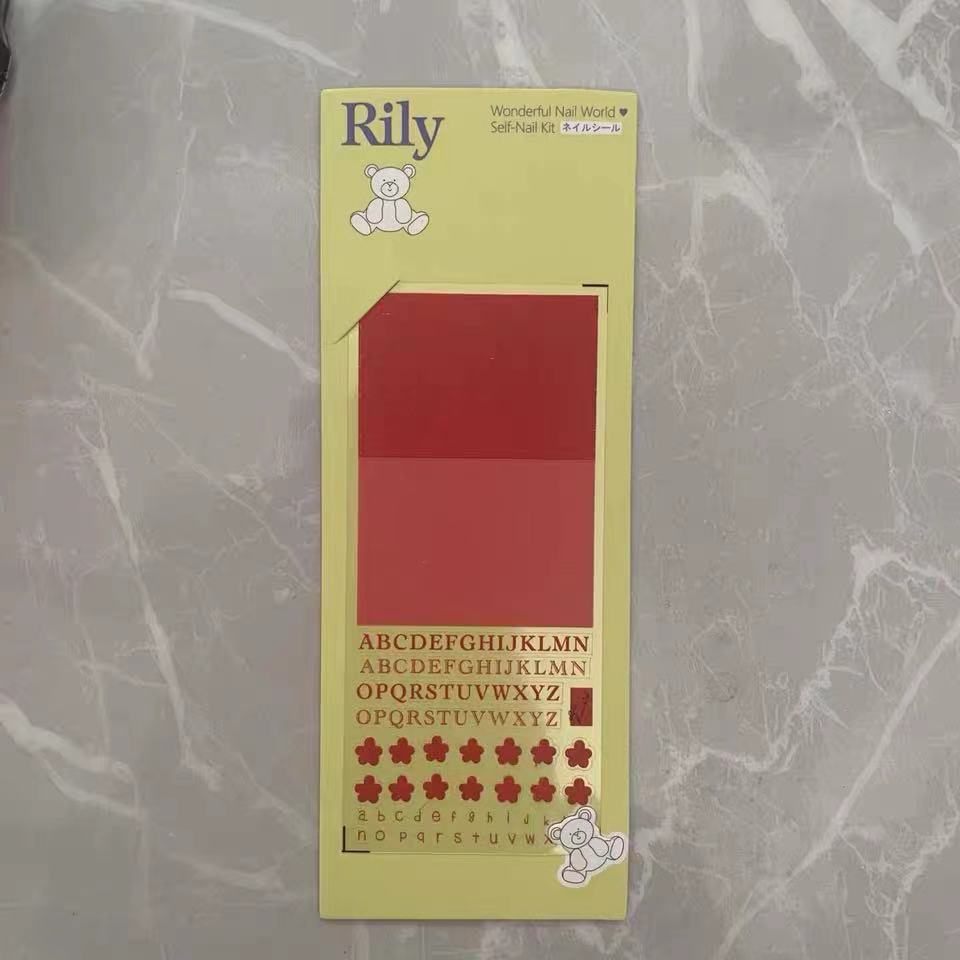 Rily
Wonderful Nail World ♥
Self-Nail Kit ネイルシール
ABCDEFGHIJKLMN
ABCDEFGHIJKLMN
OPQRSTUVWXYZ
OPQRSTUVWXYZ
a b c d e f g h i j k
n o p q r s t u v w x